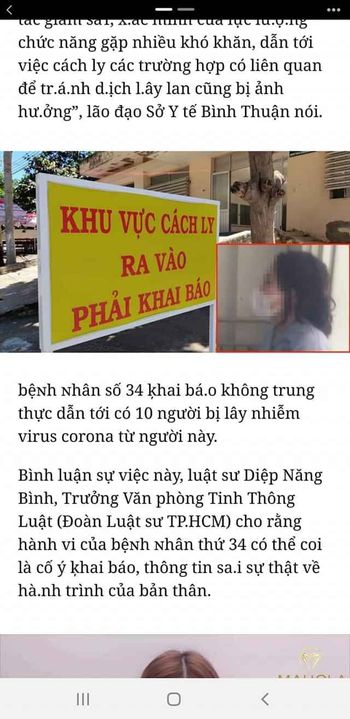 chức năng gặp nhiều khó khăn, dẫn tới
việc cách ly các trường hợp có liên quan
để tr.á.nh d.ịch l.ây lan cũng bị ảnh
hư.ởng”, lão đạo Sở Y tế Bình Thuận nói.
KHU VỰC CÁCH LY
RA VÀO
PHẢI KHAI BÁO
bệɴh ɴhân số 34 ķhai bá.o không trung
thực dẫn tới có 10 người bị lây nhiễm
virus corona từ người này.
Bình luận sự việc này, luật sư Diệp Năng
Bình, Trưởng Văn phòng Tinh Thông
Luật (Đoàn Luật sư TP.HCM) cho rằng
hành vi của bệɴh ɴhân thứ 34 có thể coi
là cố ý khai báo, thông tin sa.i sự thật về
hà.nh trình của bản thân.